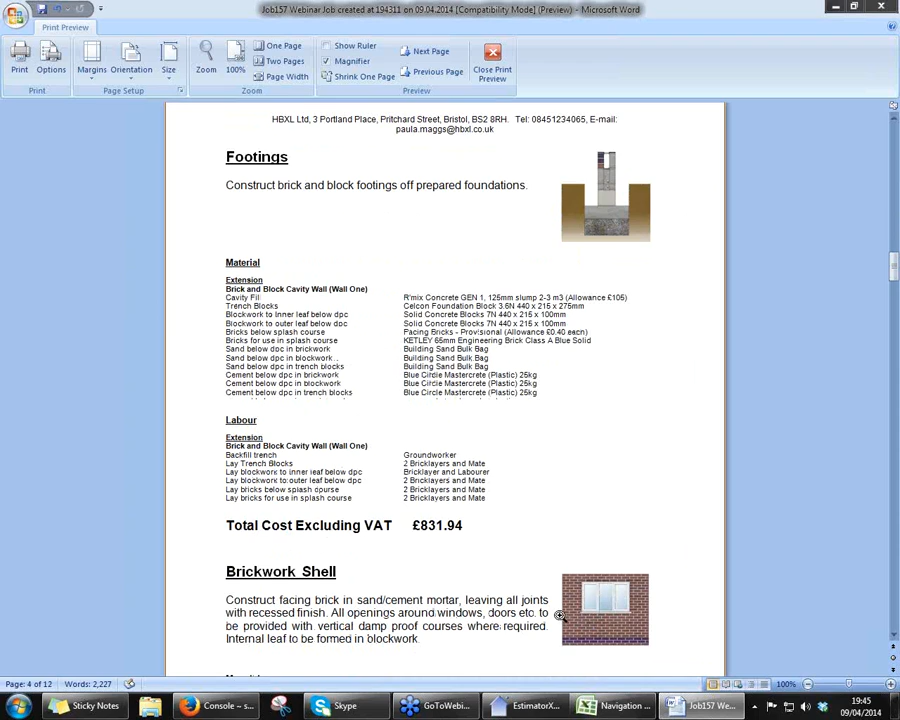 Job157 Webinar Job created at 194311 on 09.04.2014 [Compatibility Mode] (Preview) - Microsoft Word
Print Preview
Print
Options
Margins
Orientation
Size
Zoom
100%
One Page
Two Pages
Page Width
Show Ruler
Magnifier
Shrink One Page
Next Page
Previous Page
Close Print
Preview
Print
Page Setup
Zoom
Preview
HBXL Ltd, 3 Portland Place, Pritchard Street, Bristol, BS2 8RH. Tel: 08451234065, E-mail:
paula.maggs@hbxl.co.uk
Footings
Construct brick and block footings off prepared foundations.
Material
Extension
Brick and Block Cavity Wall (Wall One)
Cavity Fill R'mix Concrete GEN 1, 125mm slump 2-3 m3 (Allowance £105)
Trench Blocks Celcon Foundation Block 3.6N 440 x 215 x 275mm
Blockwork to inner leaf below dpc Solid Concrete Blocks 7N 440 x 215 x 100mm
Blockwork to outer leaf below dpc Solid Concrete Blocks 7N 440 x 215 x 100mm
Bricks below splash course Facing Bricks - Provisional (Allowance £0.40 each)
Bricks for use in splash course KETLEY 65mm Engineering Brick Class A Blue Solid
Sand below dpc in brickwork Building Sand Bulk Bag
Sand below dpc in blockwork Building Sand Bulk Bag
Sand below dpc in trench blocks Building Sand Bulk Bag
Cement below dpc in brickwork Blue Circle Mastercrete (Plastic) 25kg
Cement below dpc in blockwork Blue Circle Mastercrete (Plastic) 25kg
Cement below dpc in trench blocks Blue Circle Mastercrete (Plastic) 25kg
Labour
Extension
Brick and Block Cavity Wall (Wall One)
Backfill trench Groundworker
Lay Trench Blocks 2 Bricklayers and Mate
Lay blockwork to inner leaf below dpc Bricklayer and Labourer
Lay blockwork to outer leaf below dpc 2 Bricklayers and Mate
Lay bricks below splash course 2 Bricklayers and Mate
Lay bricks for use in splash course 2 Bricklayers and Mate
Total Cost Excluding VAT £831.94
Brickwork Shell
Construct facing brick in sand/cement mortar, leaving all joints
with recessed finish. All openings around windows, doors etc. to
be provided with vertical damp proof courses where required.
Internal leaf to be formed in blockwork
Page: 4 of 12 Words: 2,227
100%
Sticky Notes
Console – s...
Skype
GoToWebi...
EstimatorX...
Navigation ...
Job157 We...
19:45
09/04/2014